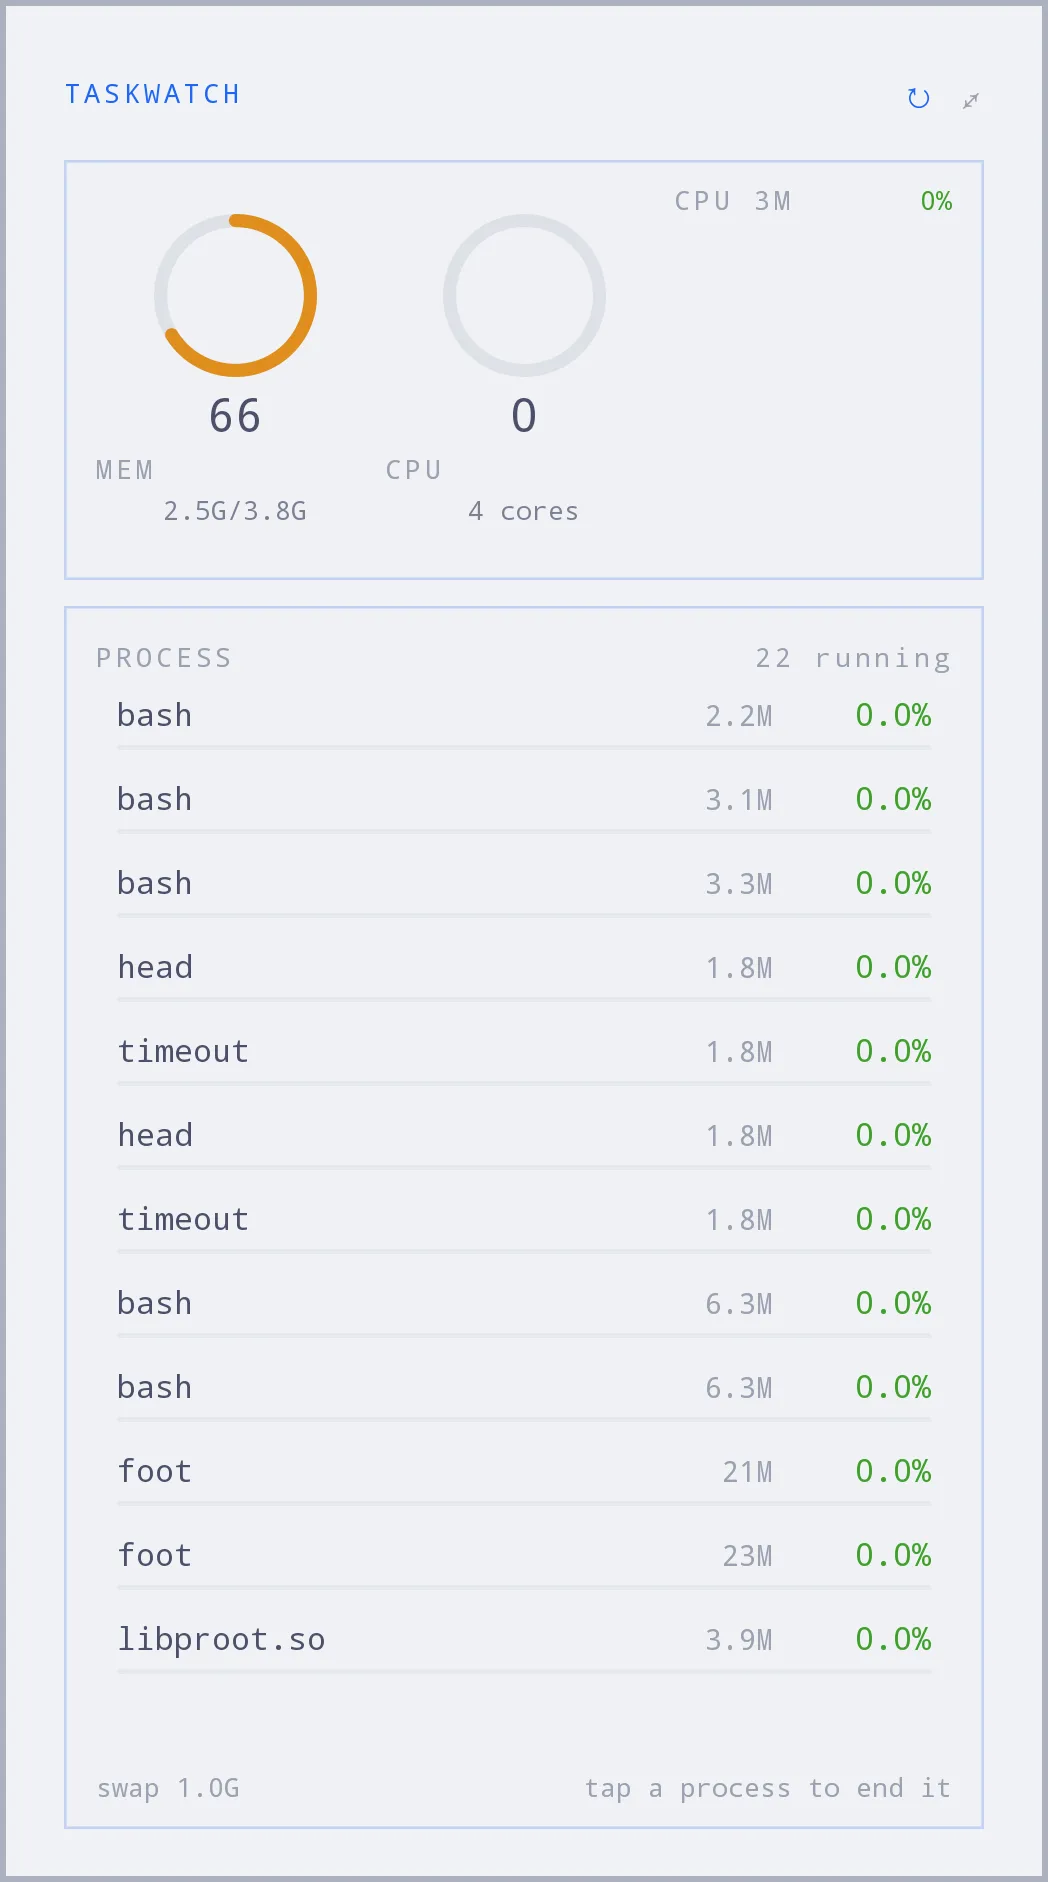 TASKWATCH ↻ ⤢
CPU 3M 0%
66 0
MEM CPU
2.5G/3.8G 4 cores
PROCESS 22 running
bash 2.2M 0.0%
bash 3.1M 0.0%
bash 3.3M 0.0%
head 1.8M 0.0%
timeout 1.8M 0.0%
head 1.8M 0.0%
timeout 1.8M 0.0%
bash 6.3M 0.0%
bash 6.3M 0.0%
foot 21M 0.0%
foot 23M 0.0%
libproot.so 3.9M 0.0%
swap 1.0G tap a process to end it